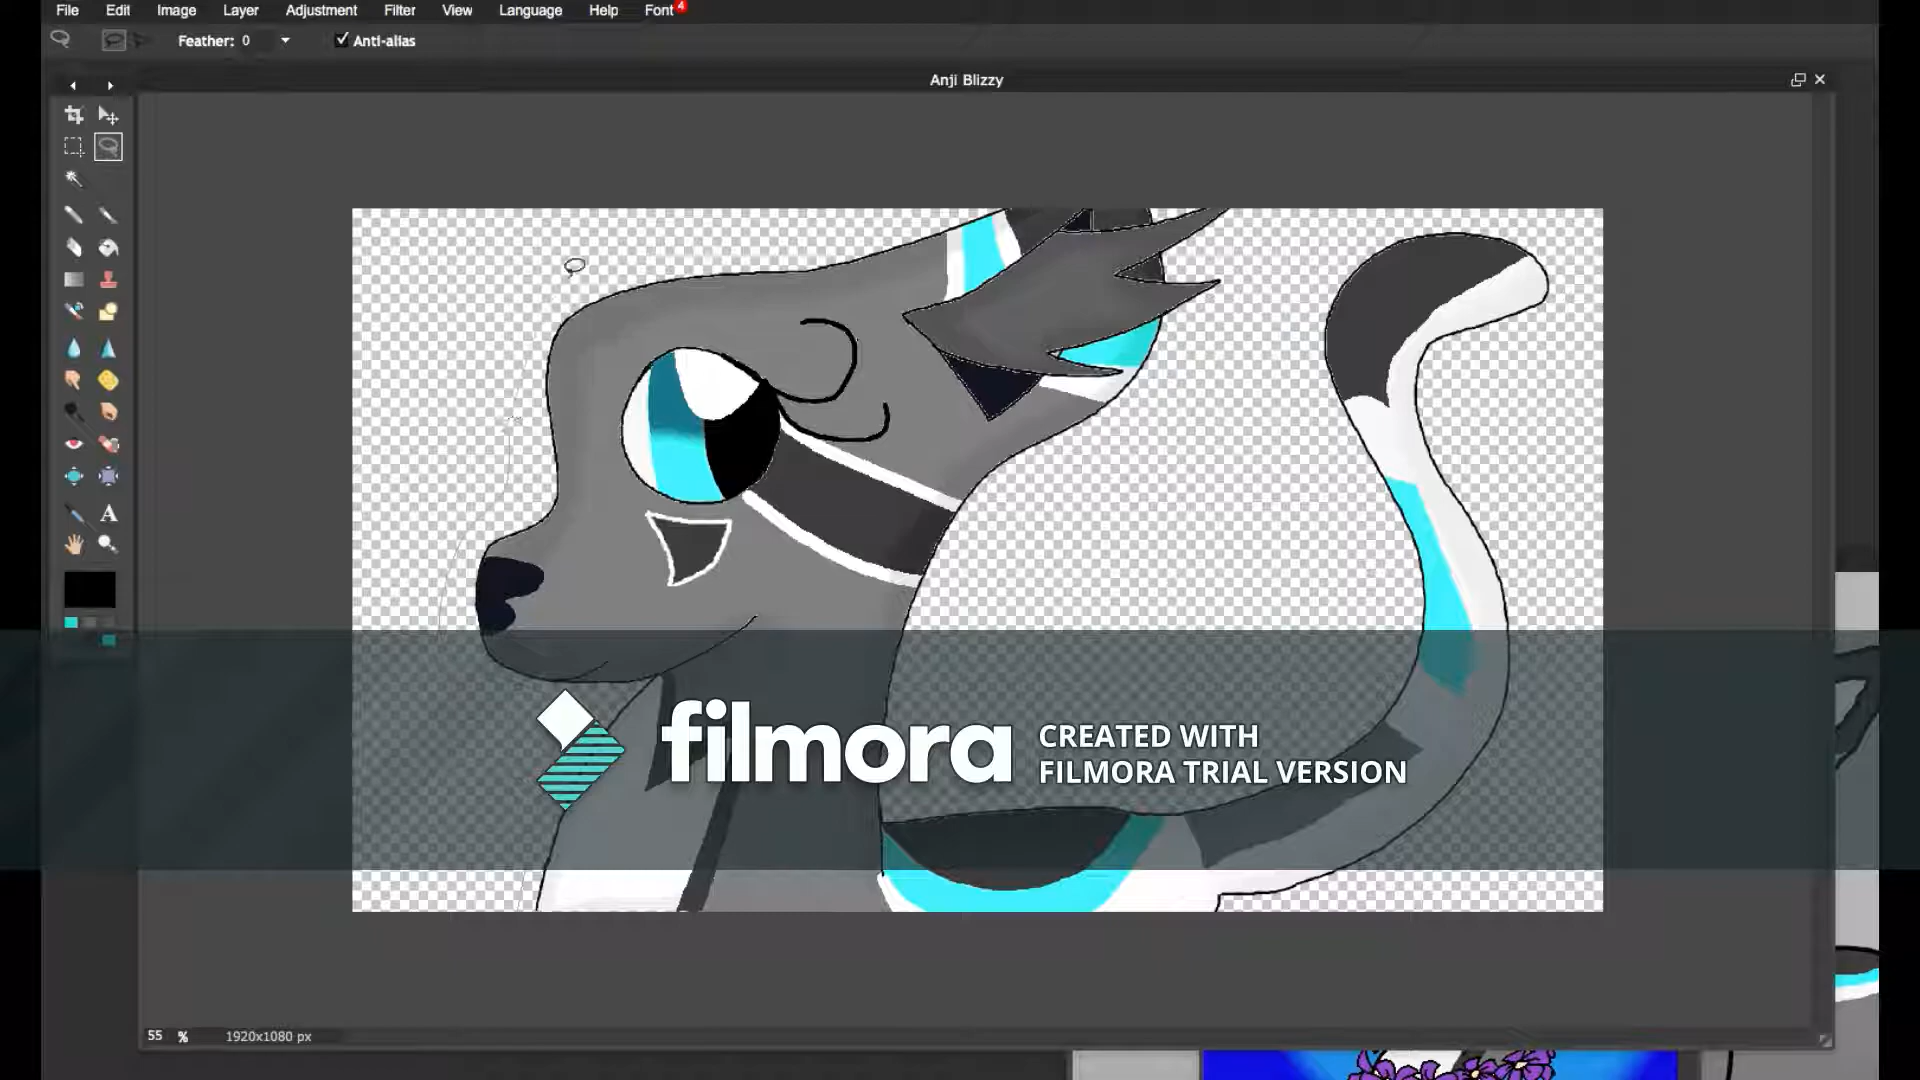 File Edit Image Layer Adjustment Filter View Language Help Font 4
Feather: 0 Anti-alias
Anji Blizzy
A
filmora CREATED WITH
FILMORA TRIAL VERSION
55 % 1920x1080 px